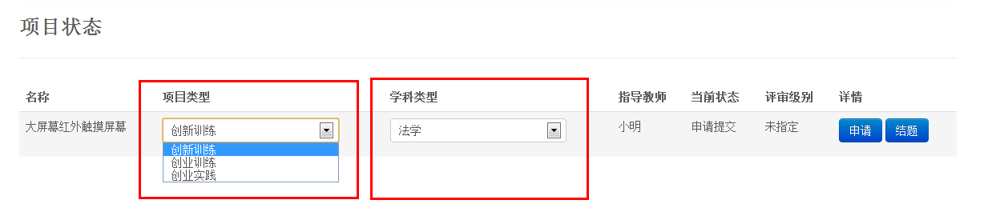 项目状态
名称 项目类型 学科类型 指导教师 当前状态 评审级别 详情
大屏幕红外触摸屏幕 创新训练 法学 小明 申请提交 未指定 申请 结题
创新训练
创业训练
创业实践